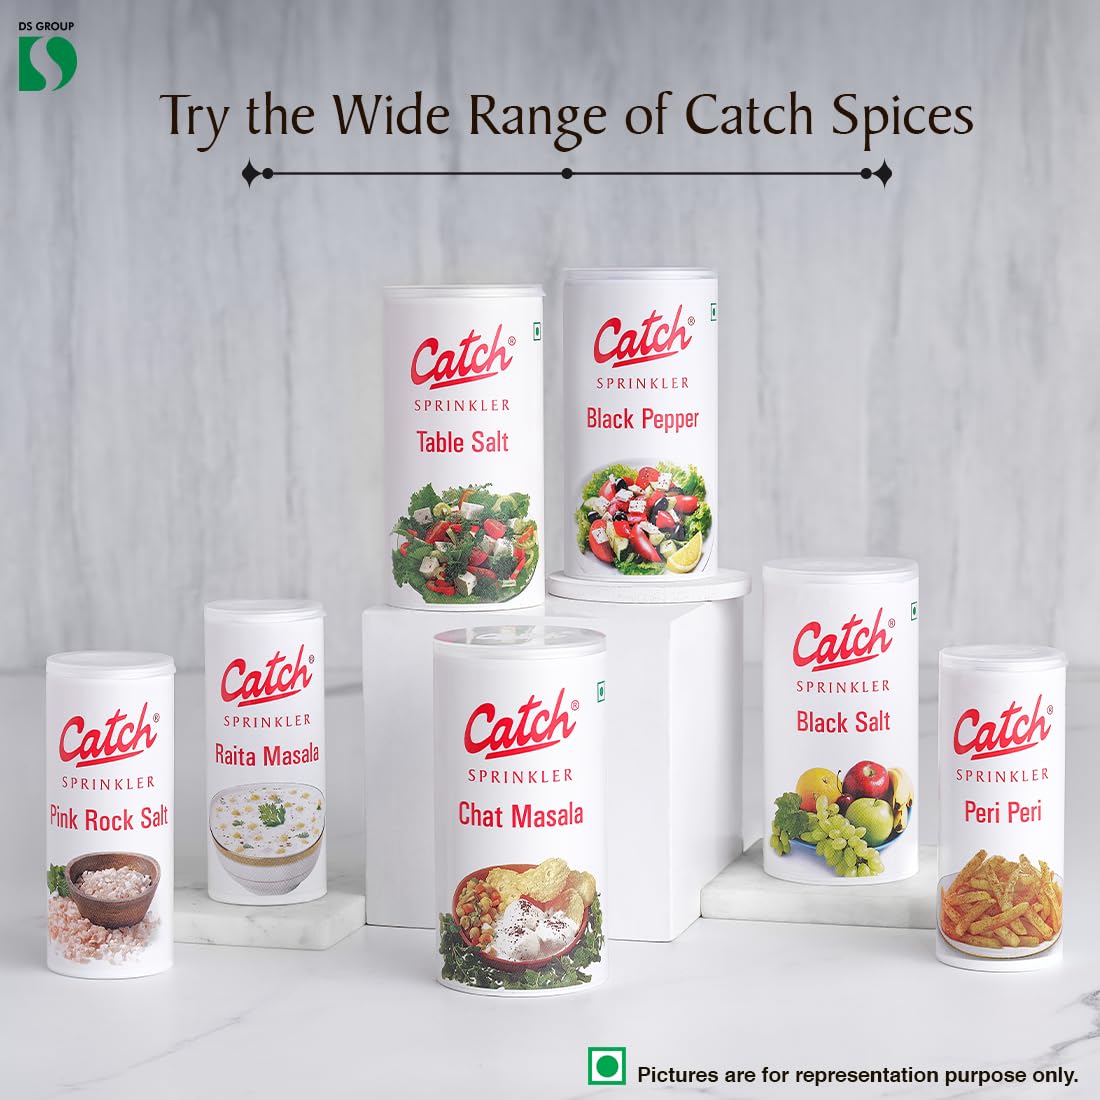 DS GROUP
Try the Wide Range of Catch Spices
Catch®
SPRINKLER
Table Salt
Catch®
SPRINKLER
Black Pepper
Catch®
SPRINKLER
Pink Rock Salt
Catch®
SPRINKLER
Raita Masala
Catch®
SPRINKLER
Chat Masala
Catch®
SPRINKLER
Black Salt
Catch®
SPRINKLER
Peri Peri
Pictures are for representation purpose only.